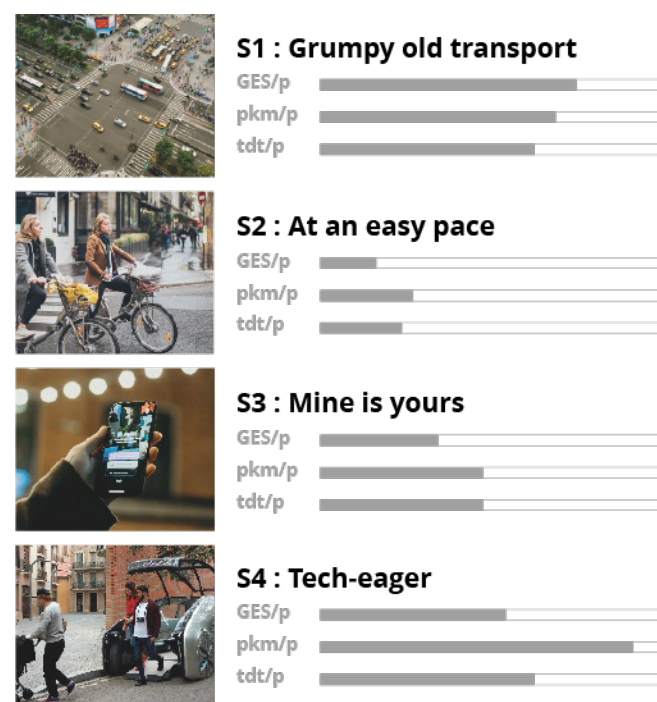 S1 : Grumpy old transport
GES/p
pkm/p
tdt/p
S2 : At an easy pace
GES/p
pkm/p
tdt/p
S3 : Mine is yours
GES/p
pkm/p
tdt/p
S4 : Tech-eager
GES/p
pkm/p
tdt/p